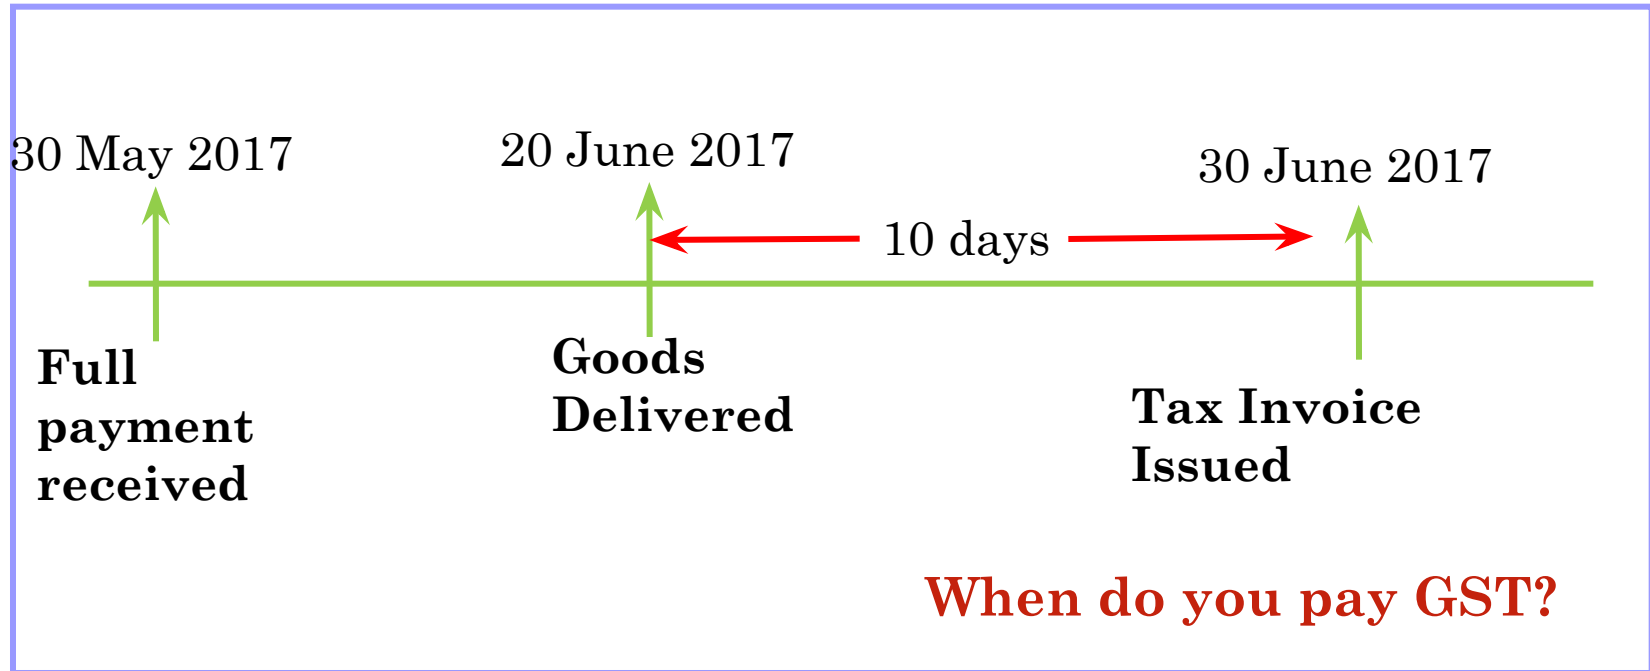 30 May 2017
20 June 2017
30 June 2017
10 days
Full
payment
received
Goods
Delivered
Tax Invoice
Issued
When do you pay GST?